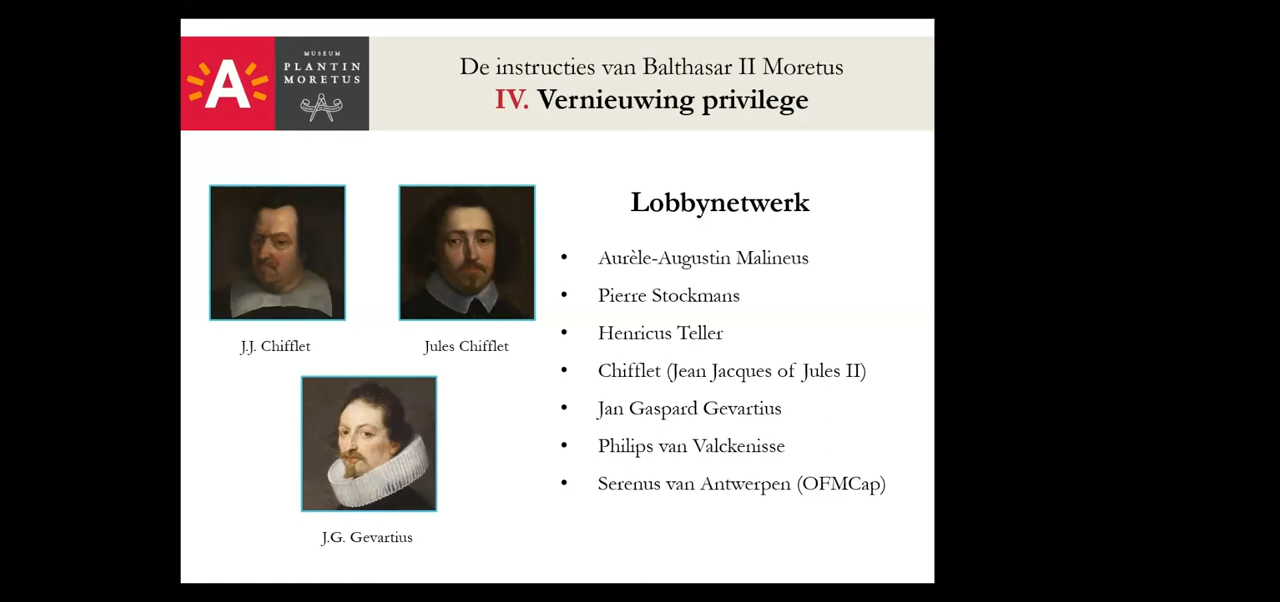 A
MUSEUM
PLANTIN
MORETUS
De instructies van Balthasar II Moretus
IV. Vernieuwing privilege
J.J. Chifflet
Jules Chifflet
J.G. Gevartius
Lobbynetwerk
• Aurèle-Augustin Malineus
• Pierre Stockmans
• Henricus Teller
• Chifflet (Jean Jacques of Jules II)
• Jan Gaspard Gevartius
• Philips van Valckenisse
• Serenus van Antwerpen (OFMCap)